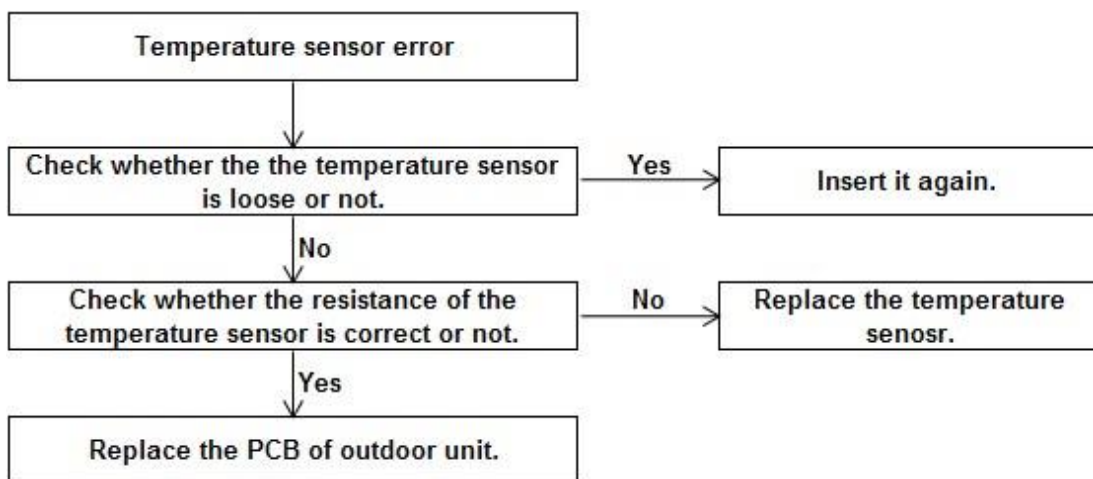 Temperature sensor error
Check whether the the temperature sensor
is loose or not.
Yes
Insert it again.
No
Check whether the resistance of the
temperature sensor is correct or not.
No
Replace the temperature
senosr.
Yes
Replace the PCB of outdoor unit.